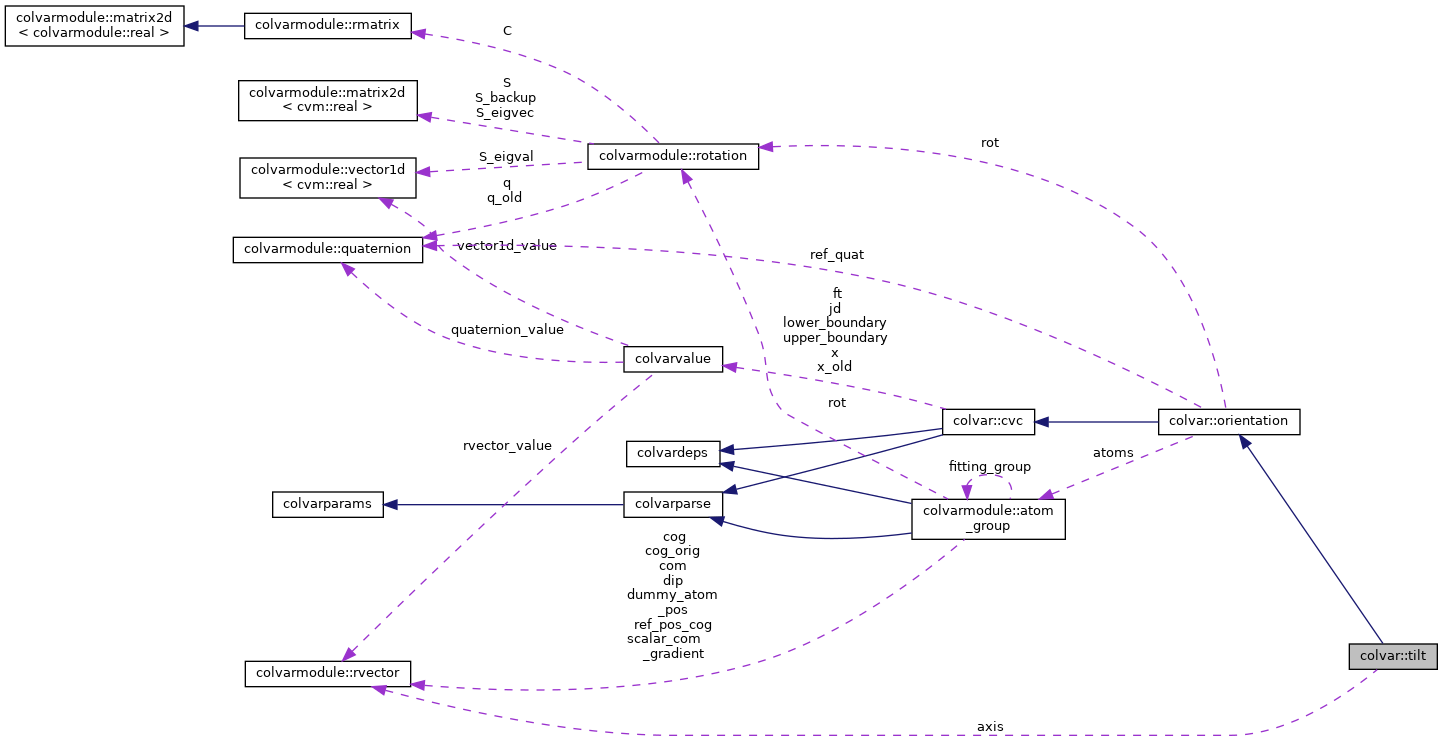 colvarmodule::matrix2d
< colvarmodule::real >
colvarmodule::rmatrix
C
colvarmodule::matrix2d
< cvm::real >
S
S_backup
S_eigvec
colvarmodule::rotation
rot
colvarmodule::vector1d
< cvm::real >
S_eigval
q
q_old
colvarmodule::quaternion
vector1d_value
ref_quat
ft
jd
lower_boundary
upper_boundary
x
x_old
quaternion_value
colvarvalue
rot
colvar::cvc
colvar::orientation
rvector_value
colvardeps
fitting_group
atoms
colvarparams
colvarparse
colvarmodule::atom
_group
cog
cog_orig
com
dip
dummy_atom
_pos
ref_pos_cog
scalar_com
_gradient
colvar::tilt
colvarmodule::rvector
axis